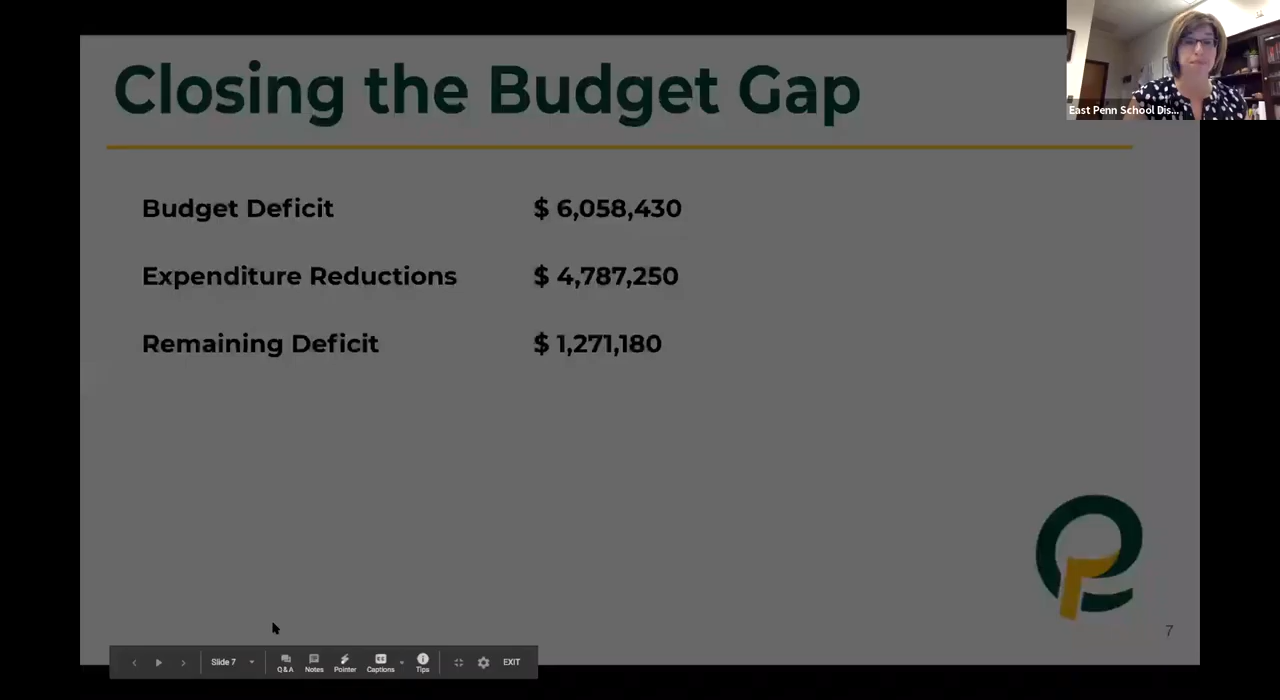 Closing the Budget Gap
East Penn School Dis...
Budget Deficit $ 6,058,430
Expenditure Reductions $ 4,787,250
Remaining Deficit $ 1,271,180
7
Slide 7 Q&A Notes Pointer Captions Tips EXIT